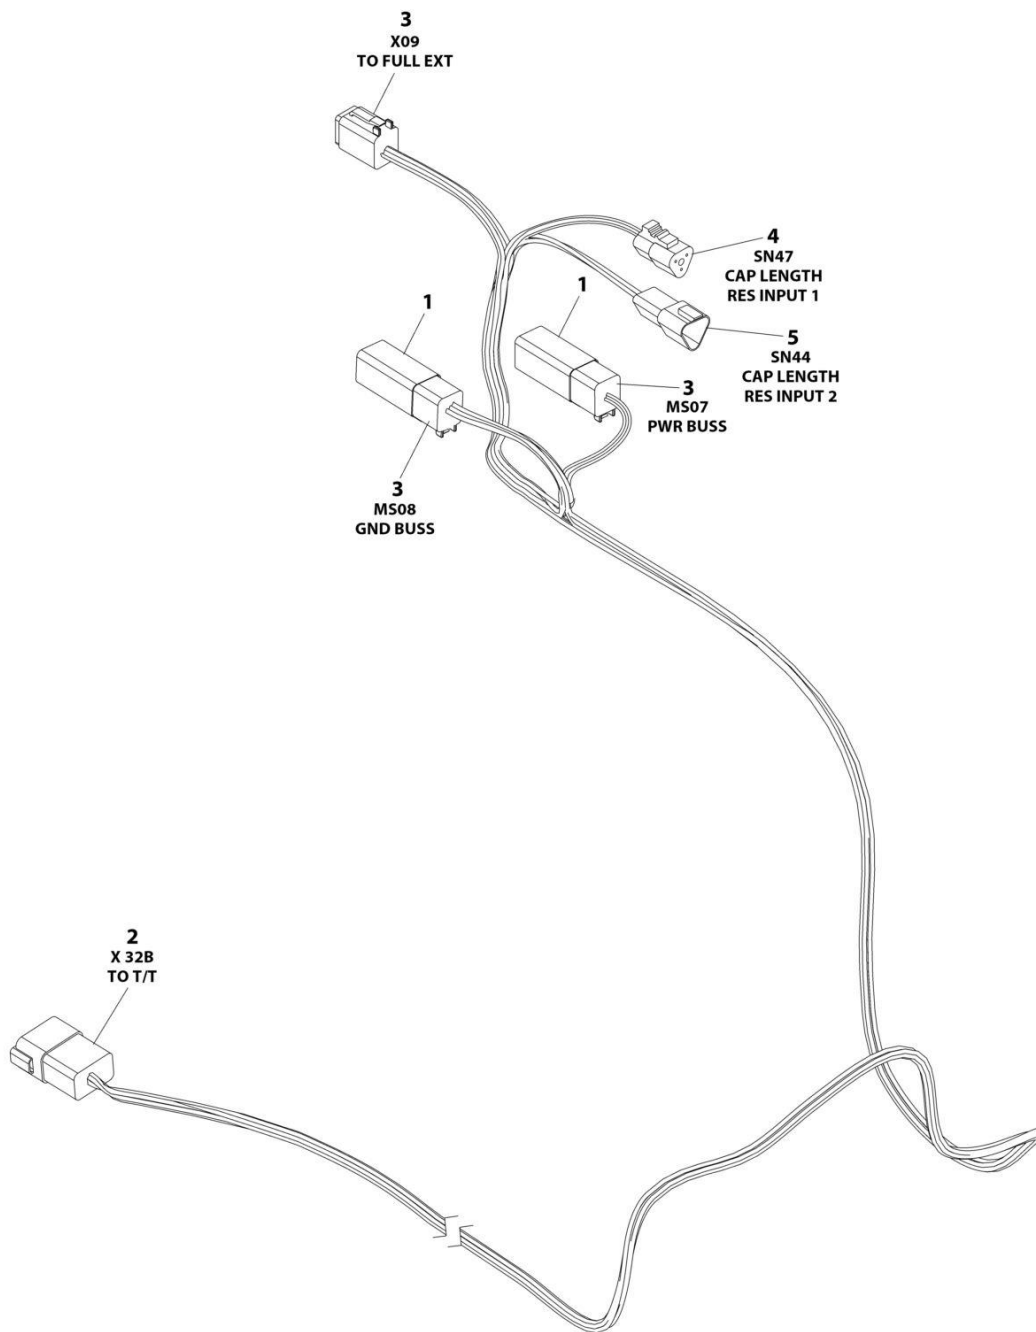 3
X09
TO FULL EXT
4
SN47
CAP LENGTH
RES INPUT 1
1
1
5
SN44
CAP LENGTH
RES INPUT 2
3
MS07
PWR BUSS
3
MS08
GND BUSS
2
X 32B
TO T/T